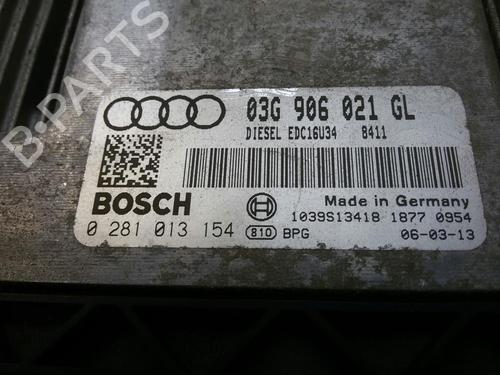 03G 906 021 GL
DIESEL EDC16U34 8411
BOSCH
Made in Germany
1039S13418 1877 0954
0 281 013 154 810 BPG 06-03-13
B-PARTS